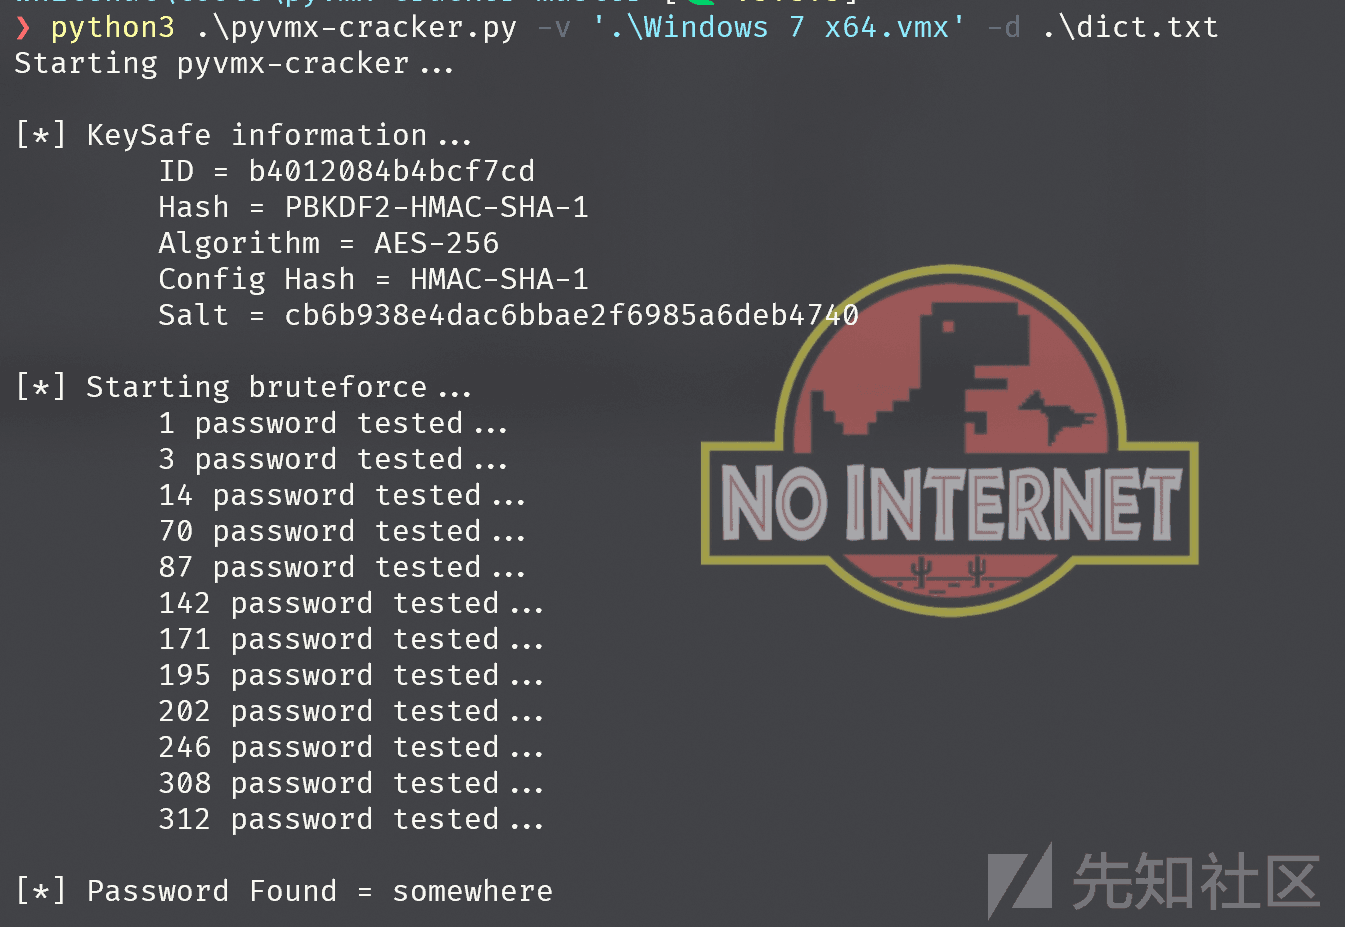 ❯ python3 .\pyvmx-cracker.py -v '.\Windows 7 x64.vmx' -d .\dict.txt
Starting pyvmx-cracker...
[*] KeySafe information...
ID = b4012084b4bcf7cd
Hash = PBKDF2-HMAC-SHA-1
Algorithm = AES-256
Config Hash = HMAC-SHA-1
Salt = cb6b938e4dac6bbae2f6985a6deb4740
[*] Starting bruteforce...
1 password tested...
3 password tested...
14 password tested...
70 password tested...
87 password tested...
142 password tested...
171 password tested...
195 password tested...
202 password tested...
246 password tested...
308 password tested...
312 password tested...
[*] Password Found = somewhere
NO INTERNET
先知社区